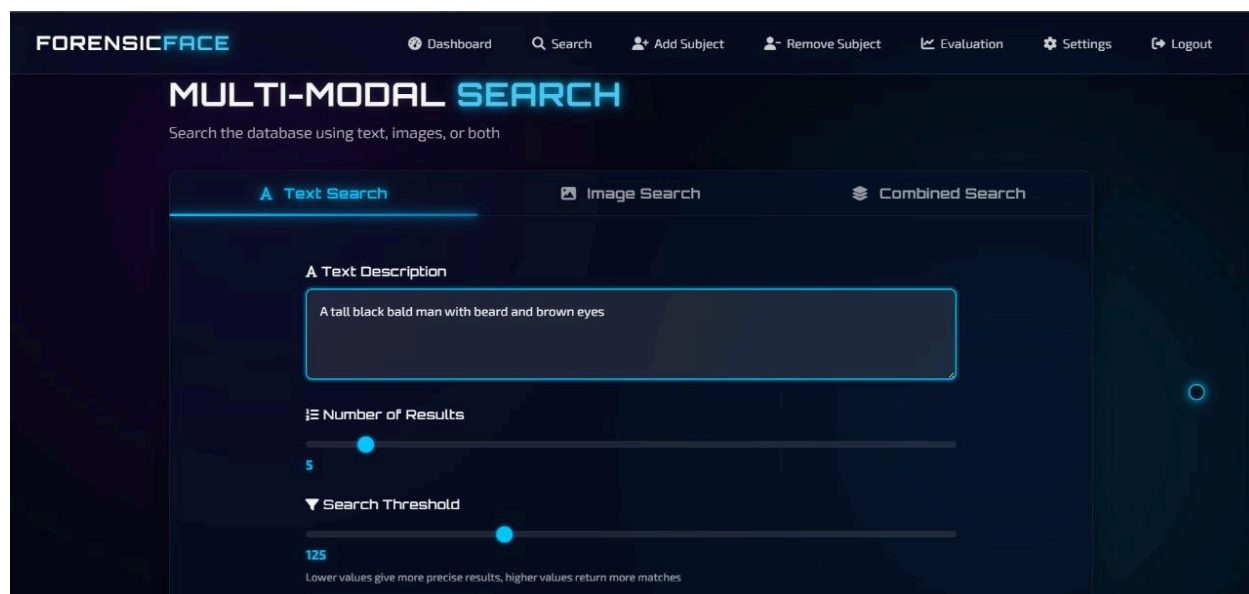 FORENSICFACE Dashboard Search Add Subject Remove Subject Evaluation Settings Logout
MULTI-MODAL SEARCH
Search the database using text, images, or both
Text Search Image Search Combined Search
Text Description
A tall black bald man with beard and brown eyes
Number of Results
5
Search Threshold
125
Lower values give more precise results, higher values return more matches